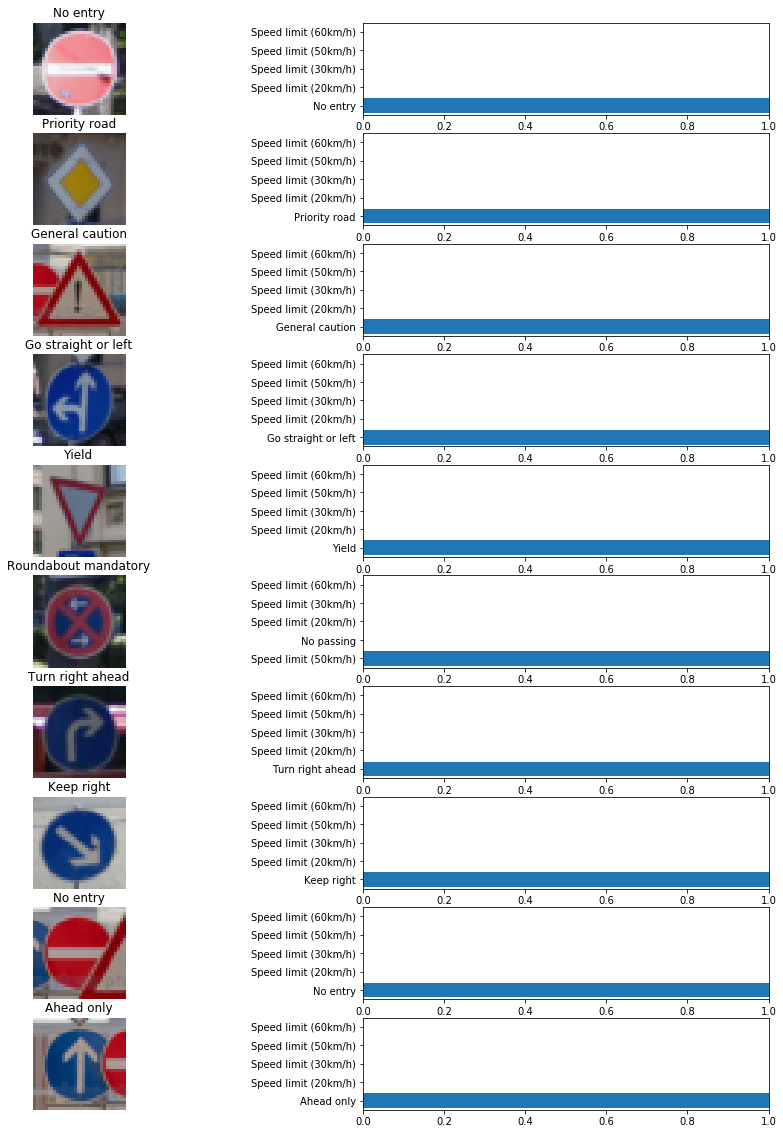 No entry
Speed limit (60km/h)
Speed limit (50km/h)
Speed limit (30km/h)
Speed limit (20km/h)
No entry
0.0 0.2 0.4 0.6 0.8 1.0
Priority road
Speed limit (60km/h)
Speed limit (50km/h)
Speed limit (30km/h)
Speed limit (20km/h)
Priority road
0.0 0.2 0.4 0.6 0.8 1.0
General caution
Speed limit (60km/h)
Speed limit (50km/h)
Speed limit (30km/h)
Speed limit (20km/h)
General caution
0.0 0.2 0.4 0.6 0.8 1.0
Go straight or left
Speed limit (60km/h)
Speed limit (50km/h)
Speed limit (30km/h)
Speed limit (20km/h)
Go straight or left
0.0 0.2 0.4 0.6 0.8 1.0
Yield
Speed limit (60km/h)
Speed limit (50km/h)
Speed limit (30km/h)
Speed limit (20km/h)
Yield
0.0 0.2 0.4 0.6 0.8 1.0
Roundabout mandatory
Speed limit (60km/h)
Speed limit (30km/h)
Speed limit (20km/h)
No passing
Speed limit (50km/h)
0.0 0.2 0.4 0.6 0.8 1.0
Turn right ahead
Speed limit (60km/h)
Speed limit (50km/h)
Speed limit (30km/h)
Speed limit (20km/h)
Turn right ahead
0.0 0.2 0.4 0.6 0.8 1.0
Keep right
Speed limit (60km/h)
Speed limit (50km/h)
Speed limit (30km/h)
Speed limit (20km/h)
Keep right
0.0 0.2 0.4 0.6 0.8 1.0
No entry
Speed limit (60km/h)
Speed limit (50km/h)
Speed limit (30km/h)
Speed limit (20km/h)
No entry
0.0 0.2 0.4 0.6 0.8 1.0
Ahead only
Speed limit (60km/h)
Speed limit (50km/h)
Speed limit (30km/h)
Speed limit (20km/h)
Ahead only
0.0 0.2 0.4 0.6 0.8 1.0